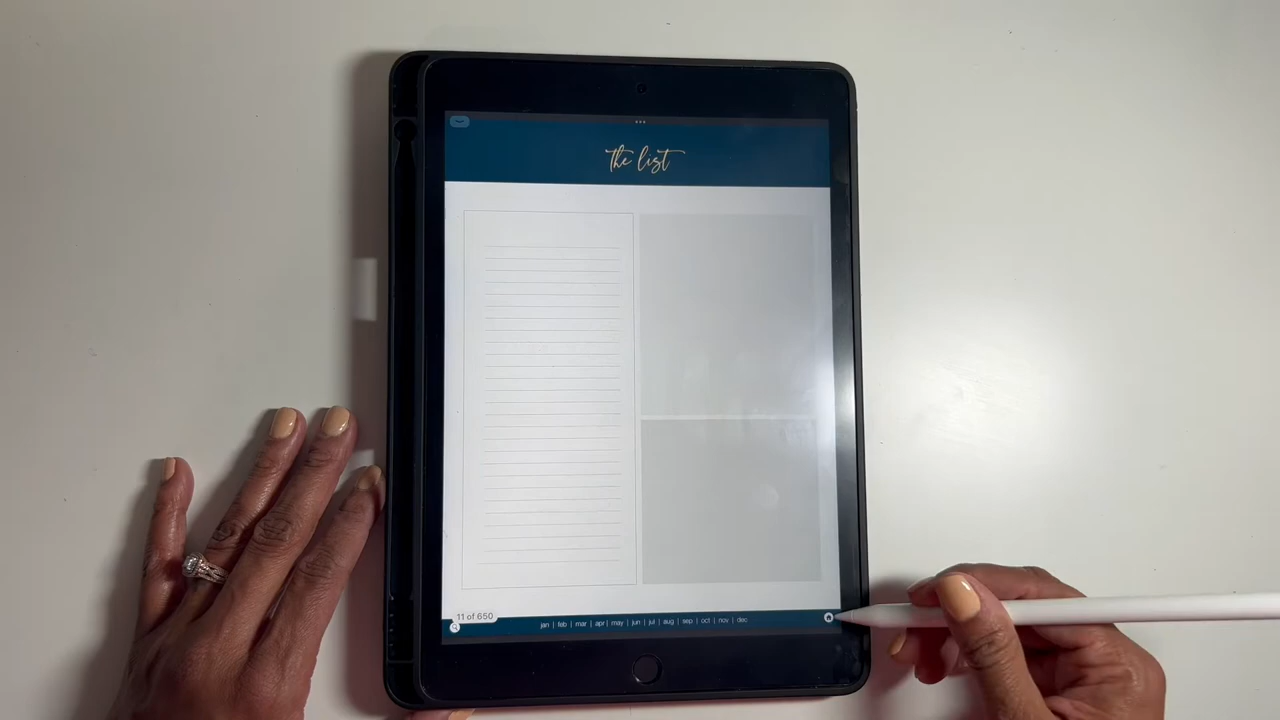 the list
11 of 650
jan | feb | mar | apr | may | jun | jul | aug | sep | oct | nov | dec